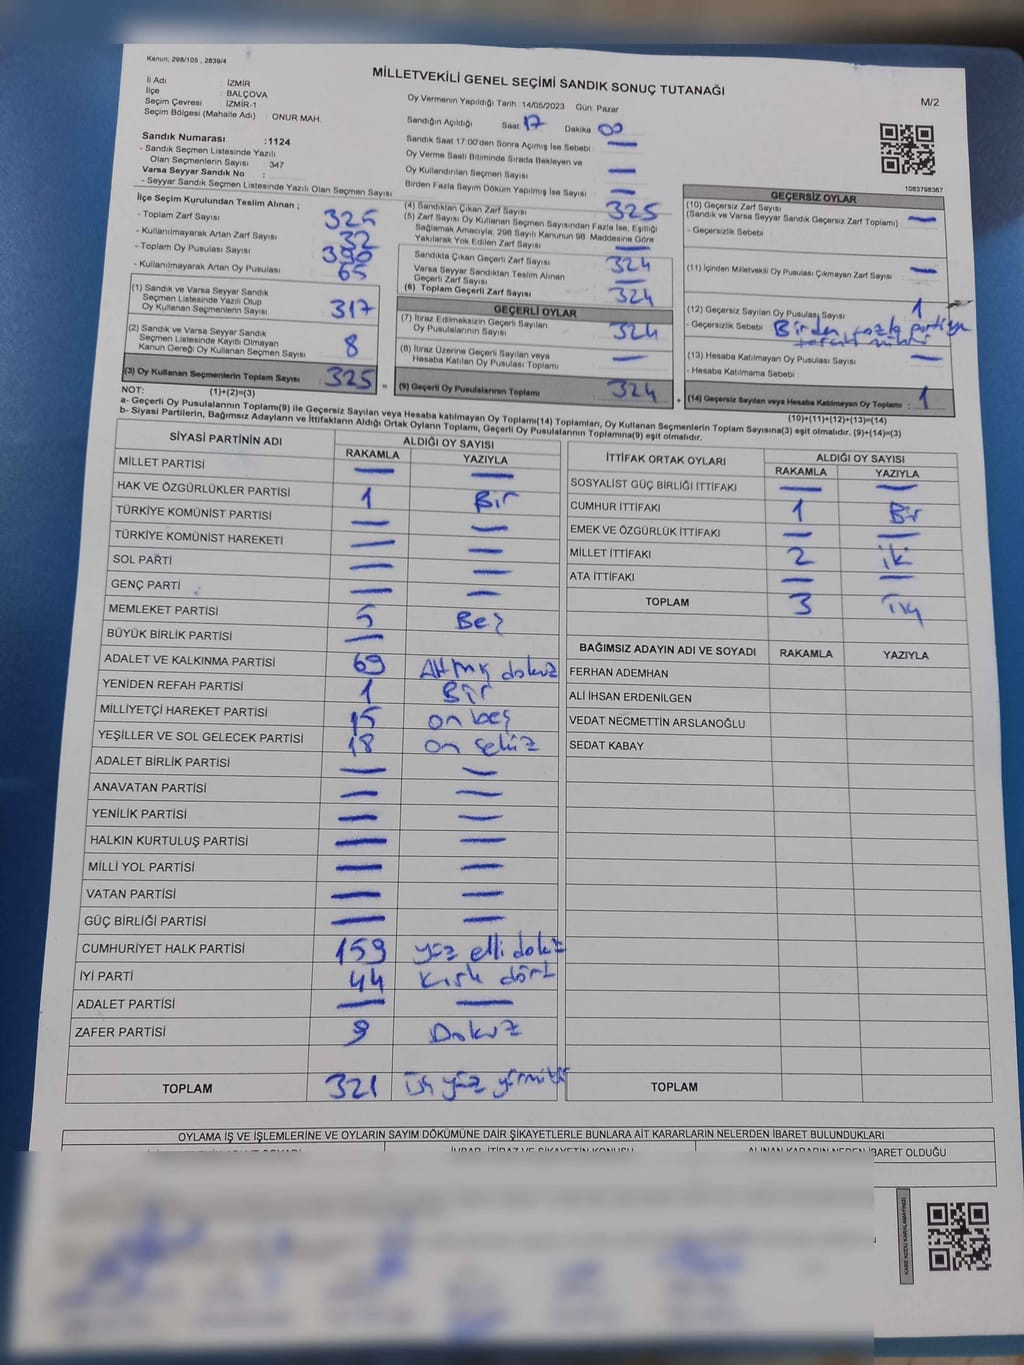 Kanun: 298/105 , 2839/4
MİLLETVEKİLİ GENEL SEÇİMİ SANDIK SONUÇ TUTANAĞI
M/2
İl Adı : İZMİR
İlçe : BALÇOVA
Seçim Çevresi : İZMİR-1
Seçim Bölgesi (Mahalle Adı) : ONUR MAH.
Sandık Numarası :1124
- Sandık Seçmen Listesinde Yazılı
Olan Seçmenlerin Sayısı : 347
Varsa Seyyar Sandık No :
- Seyyar Sandık Seçmen Listesinde Yazılı Olan Seçmen Sayısı :
Oy Vermenin Yapıldığı Tarih :14/05/2023 Gün: Pazar
Sandığın Açıldığı Saat 17 Dakika 00
Sandık Saat 17.00'den Sonra Açımış İse Sebebi : —
Oy Verme Saati Bitiminde Sırada Bekleyen ve
Oy Kullandırılan Seçmen Sayısı : —
Birden Fazla Sayım Döküm Yapılmış İse Sayısı : —
1083798367
İlçe Seçim Kurulundan Teslim Alınan ;
- Toplam Zarf Sayısı : 325
- Kullanılmayarak Artan Zarf Sayısı : 32
- Toplam Oy Pusulası Sayısı : 390
- Kullanılmayarak Artan Oy Pusulası : 65
(1) Sandık ve Varsa Seyyar Sandık
Seçmen Listesinde Yazılı Olup
Oy Kullanan Seçmenlerin Sayısı : 317
(2) Sandık ve Varsa Seyyar Sandık
Seçmen Listesinde Kayıtlı Olmayan
Kanun Gereği Oy Kullanan Seçmen Sayısı : 8
(3) Oy Kullanan Seçmenlerin Toplam Sayısı : 325 =
(1)+(2)=(3)
(4) Sandıktan Çıkan Zarf Sayısı : 325
(5) Zarf Sayısı Oy Kullanan Seçmen Sayısından Fazla İse, Eşitliği
Sağlamak Amacıyla, 298 Sayılı Kanunun 98. Maddesine Göre
Yakılarak Yok Edilen Zarf Sayısı : —
Sandıkta Çıkan Geçerli Zarf Sayısı : 324
Varsa Seyyar Sandıktan Teslim Alınan
Geçerli Zarf Sayısı : —
(6) Toplam Geçerli Zarf Sayısı : 324
GEÇERLİ OYLAR
(7) İtiraz Edilmeksizin Geçerli Sayılan
Oy Pusulalarının Sayısı : 324
(8) İtiraz Üzerine Geçerli Sayılan veya
Hesaba Katılan Oy Pusulası Toplamı : —
(9) Geçerli Oy Pusulalarının Toplamı : 324 +
GEÇERSİZ OYLAR
(10) Geçersiz Zarf Sayısı : —
(Sandık ve Varsa Seyyar Sandık Geçersiz Zarf Toplamı)
- Geçersizlik Sebebi :
(11) İçinden Milletvekili Oy Pusulası Çıkmayan Zarf Sayısı : —
(12) Geçersiz Sayılan Oy Pusulası Sayısı : 1
- Geçersizlik Sebebi : Birden fazla partiye
(13) Hesaba Katılmayan Oy Pusulası Sayısı : —
- Hesaba Katılmama Sebebi :
(14) Geçersiz Sayılan veya Hesaba Katılmayan Oy Toplamı : 1
(10)+(11)+(12)+(13)=(14)
NOT:
a- Geçerli Oy Pusulalarının Toplamı(9) ile Geçersiz Sayılan veya Hesaba katılmayan Oy Toplamı(14) Toplamları, Oy Kullanan Seçmenlerin Toplam Sayısına(3) eşit olmalıdır. (9)+(14)=(3)
b- Siyasi Partilerin, Bağımsız Adayların ve İttifakların Aldığı Ortak Oyların Toplamı, Geçerli Oy Pusulalarının Toplamına(9) eşit olmalıdır.
SİYASİ PARTİNİN ADI ALDIĞI OY SAYISI
RAKAMLA YAZIYLA
MİLLET PARTİSİ — —
HAK VE ÖZGÜRLÜKLER PARTİSİ 1 Bir
TÜRKİYE KOMÜNİST PARTİSİ — —
TÜRKİYE KOMÜNİST HAREKETİ — —
SOL PARTİ — —
GENÇ PARTİ — —
MEMLEKET PARTİSİ 5 Beş
BÜYÜK BİRLİK PARTİSİ —
ADALET VE KALKINMA PARTİSİ 69 Altmış dokuz
YENİDEN REFAH PARTİSİ 1 Bir
MİLLİYETÇİ HAREKET PARTİSİ 15 on beş
YEŞİLLER VE SOL GELECEK PARTİSİ 18 on sekiz
ADALET BİRLİK PARTİSİ — —
ANAVATAN PARTİSİ — —
YENİLİK PARTİSİ — —
HALKIN KURTULUŞ PARTİSİ — —
MİLLİ YOL PARTİSİ — —
VATAN PARTİSİ — —
GÜÇ BİRLİĞİ PARTİSİ — —
CUMHURİYET HALK PARTİSİ 159 yüz elli dokuz
İYİ PARTİ 44 Kırk dört
ADALET PARTİSİ — —
ZAFER PARTİSİ 9 Dokuz
TOPLAM 321 üç yüz yirmibir
İTTİFAK ORTAK OYLARI ALDIĞI OY SAYISI
RAKAMLA YAZIYLA
SOSYALİST GÜÇ BİRLİĞİ İTTİFAKI — —
CUMHUR İTTİFAKI 1 Bir
EMEK VE ÖZGÜRLÜK İTTİFAKI — —
MİLLET İTTİFAKI 2 iki
ATA İTTİFAKI — —
TOPLAM 3 Üç
BAĞIMSIZ ADAYIN ADI VE SOYADI RAKAMLA YAZIYLA
FERHAN ADEMHAN
ALİ İHSAN ERDENİLGEN
VEDAT NECMETTİN ARSLANOĞLU
SEDAT KABAY
TOPLAM
OYLAMA İŞ VE İŞLEMLERİNE VE OYLARIN SAYIM DÖKÜMÜNE DAİR ŞİKAYETLERLE BUNLARA AİT KARARLARIN NELERDEN İBARET BULUNDUKLARI
İHBAR, İTİRAZ VE ŞİKAYETİN KONUSU ALINAN KARARIN NEDEN İBARET OLDUĞU
KARE KODU KARALAMAYINIZ!